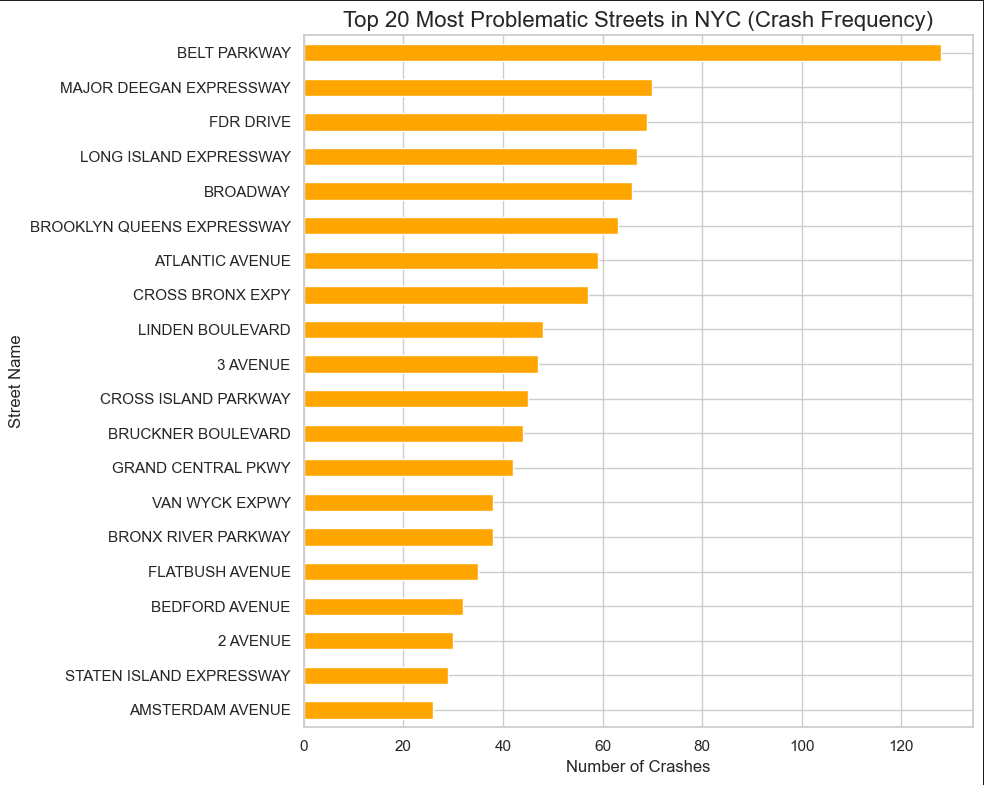 Top 20 Most Problematic Streets in NYC (Crash Frequency)
Street Name
BELT PARKWAY
MAJOR DEEGAN EXPRESSWAY
FDR DRIVE
LONG ISLAND EXPRESSWAY
BROADWAY
BROOKLYN QUEENS EXPRESSWAY
ATLANTIC AVENUE
CROSS BRONX EXPY
LINDEN BOULEVARD
3 AVENUE
CROSS ISLAND PARKWAY
BRUCKNER BOULEVARD
GRAND CENTRAL PKWY
VAN WYCK EXPWY
BRONX RIVER PARKWAY
FLATBUSH AVENUE
BEDFORD AVENUE
2 AVENUE
STATEN ISLAND EXPRESSWAY
AMSTERDAM AVENUE
0 20 40 60 80 100 120
Number of Crashes